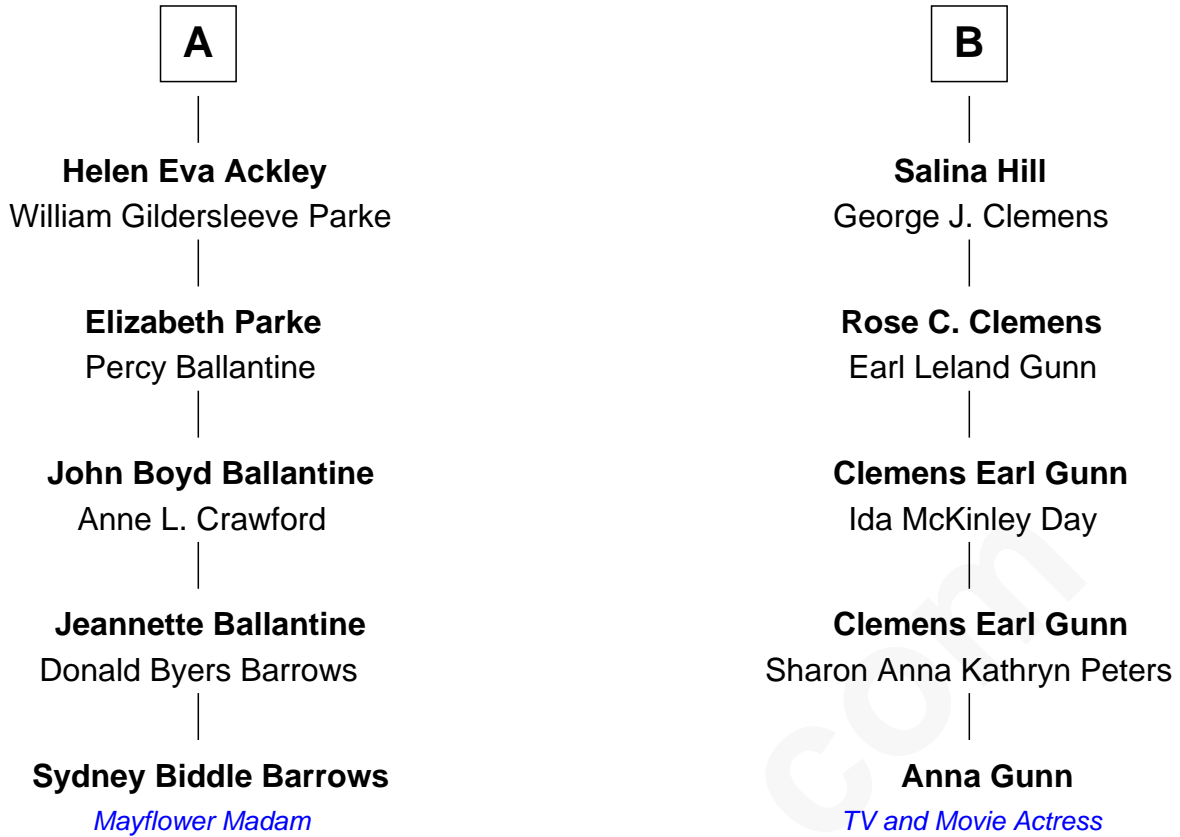 A
Helen Eva Ackley
William Gildersleeve Parke
Elizabeth Parke
Percy Ballantine
John Boyd Ballantine
Anne L. Crawford
Jeannette Ballantine
Donald Byers Barrows
Sydney Biddle Barrows
Mayflower Madam
B
Salina Hill
George J. Clemens
Rose C. Clemens
Earl Leland Gunn
Clemens Earl Gunn
Ida McKinley Day
Clemens Earl Gunn
Sharon Anna Kathryn Peters
Anna Gunn
TV and Movie Actress
com